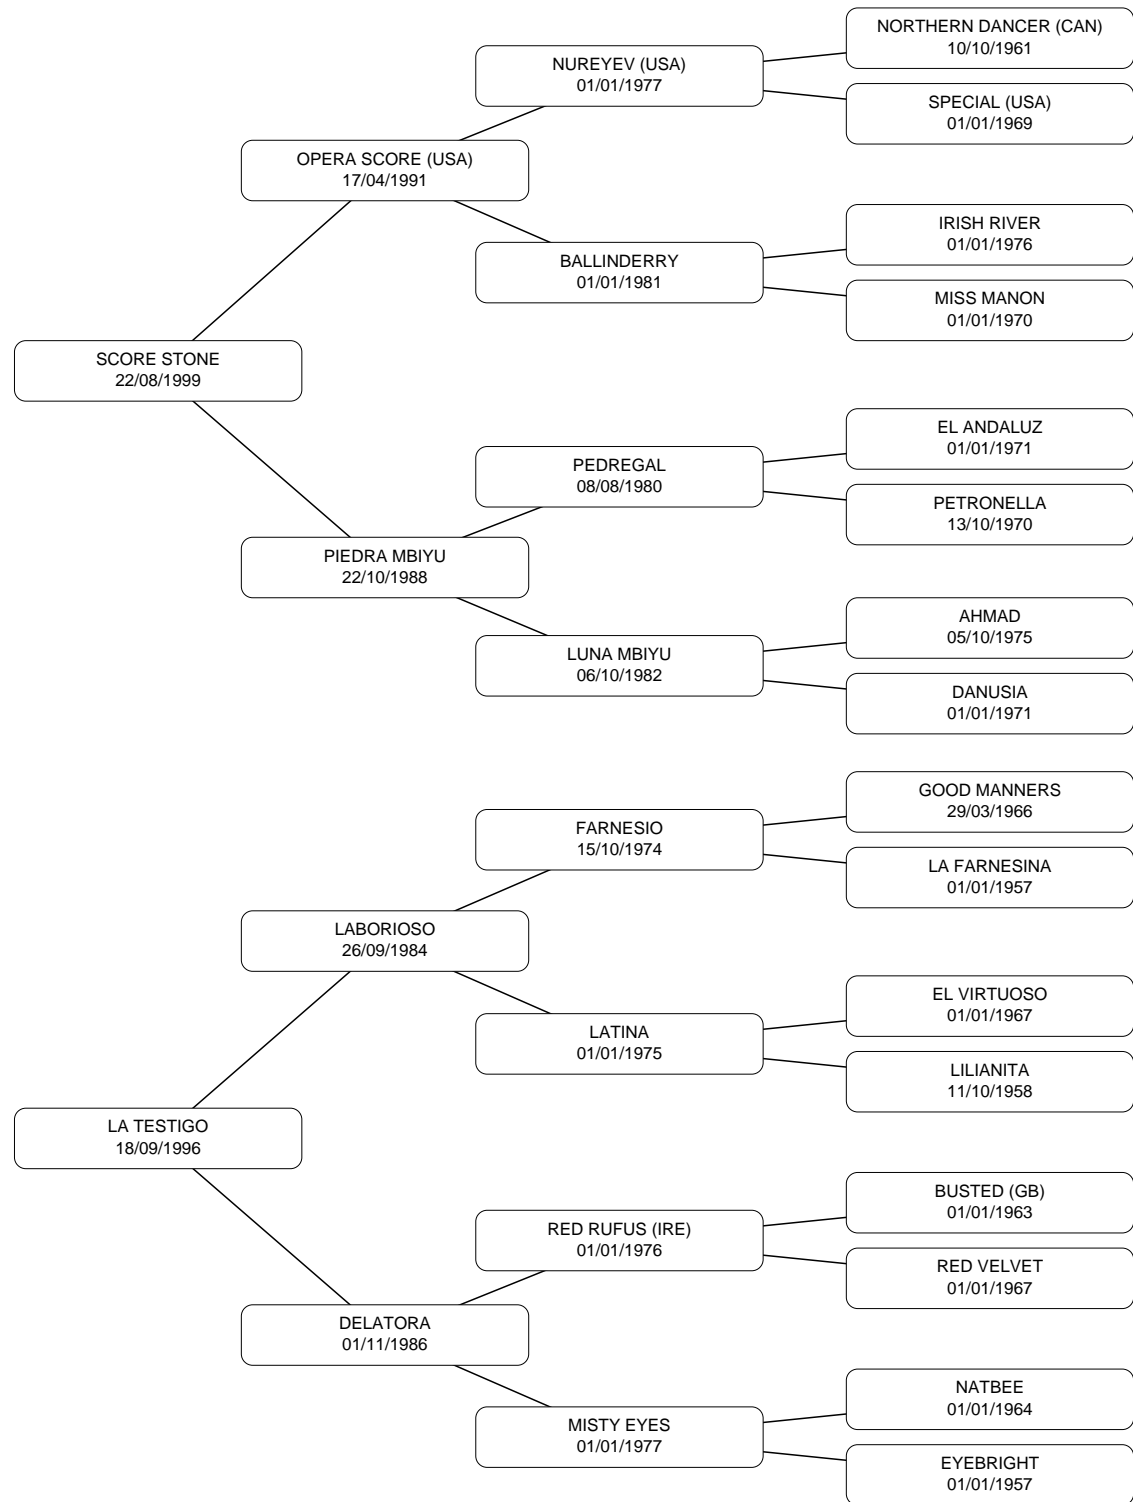 NORTHERN DANCER (CAN)
10/10/1961
NUREYEV (USA)
01/01/1977
SPECIAL (USA)
01/01/1969
OPERA SCORE (USA)
17/04/1991
IRISH RIVER
01/01/1976
BALLINDERRY
01/01/1981
MISS MANON
01/01/1970
SCORE STONE
22/08/1999
EL ANDALUZ
01/01/1971
PEDREGAL
08/08/1980
PETRONELLA
13/10/1970
PIEDRA MBIYU
22/10/1988
AHMAD
05/10/1975
LUNA MBIYU
06/10/1982
DANUSIA
01/01/1971
GOOD MANNERS
29/03/1966
FARNESIO
15/10/1974
LA FARNESINA
01/01/1957
LABORIOSO
26/09/1984
EL VIRTUOSO
01/01/1967
LATINA
01/01/1975
LILIANITA
11/10/1958
LA TESTIGO
18/09/1996
BUSTED (GB)
01/01/1963
RED RUFUS (IRE)
01/01/1976
RED VELVET
01/01/1967
DELATORA
01/11/1986
NATBEE
01/01/1964
MISTY EYES
01/01/1977
EYEBRIGHT
01/01/1957